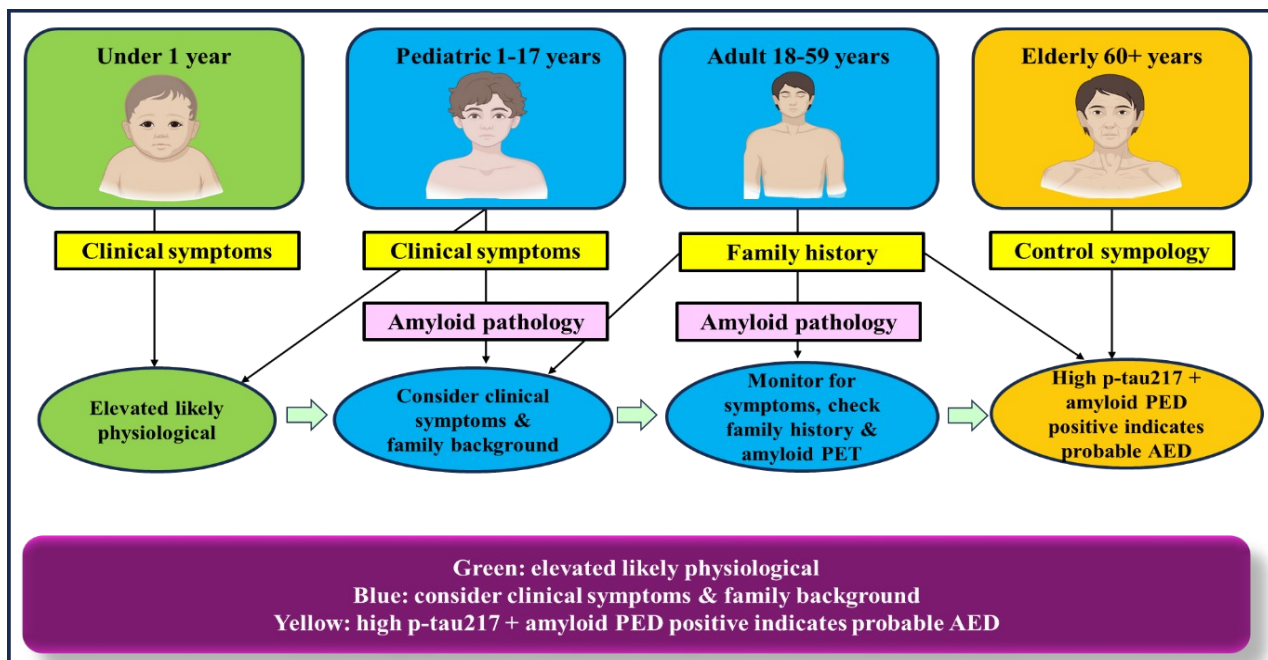 Under 1 year
Pediatric 1-17 years
Adult 18-59 years
Elderly 60+ years
Clinical symptoms
Clinical symptoms
Family history
Control sympology
Amyloid pathology
Amyloid pathology
Elevated likely
physiological
Consider clinical
symptoms &
family background
Monitor for
symptoms, check
family history &
amyloid PET
High p-tau217 +
amyloid PED
positive indicates
probable AED
Green: elevated likely physiological
Blue: consider clinical symptoms & family background
Yellow: high p-tau217 + amyloid PED positive indicates probable AED